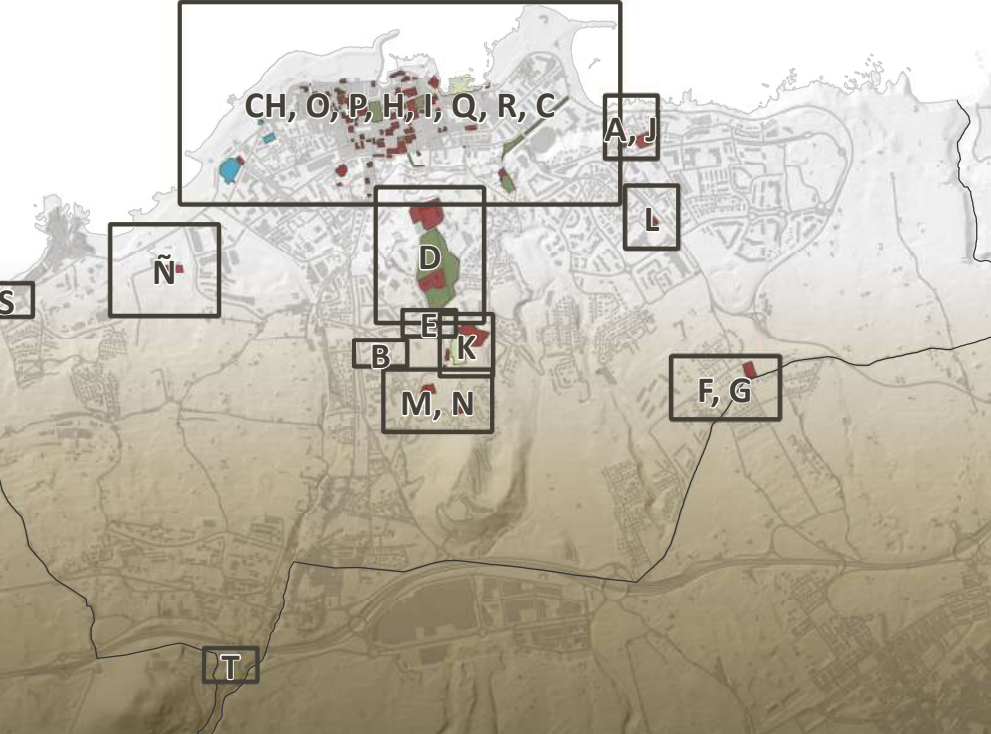 CH, O, P, H, I, Q, R, C
A, J
L
D
Ñ
S
E
K
B
F, G
M, N
T